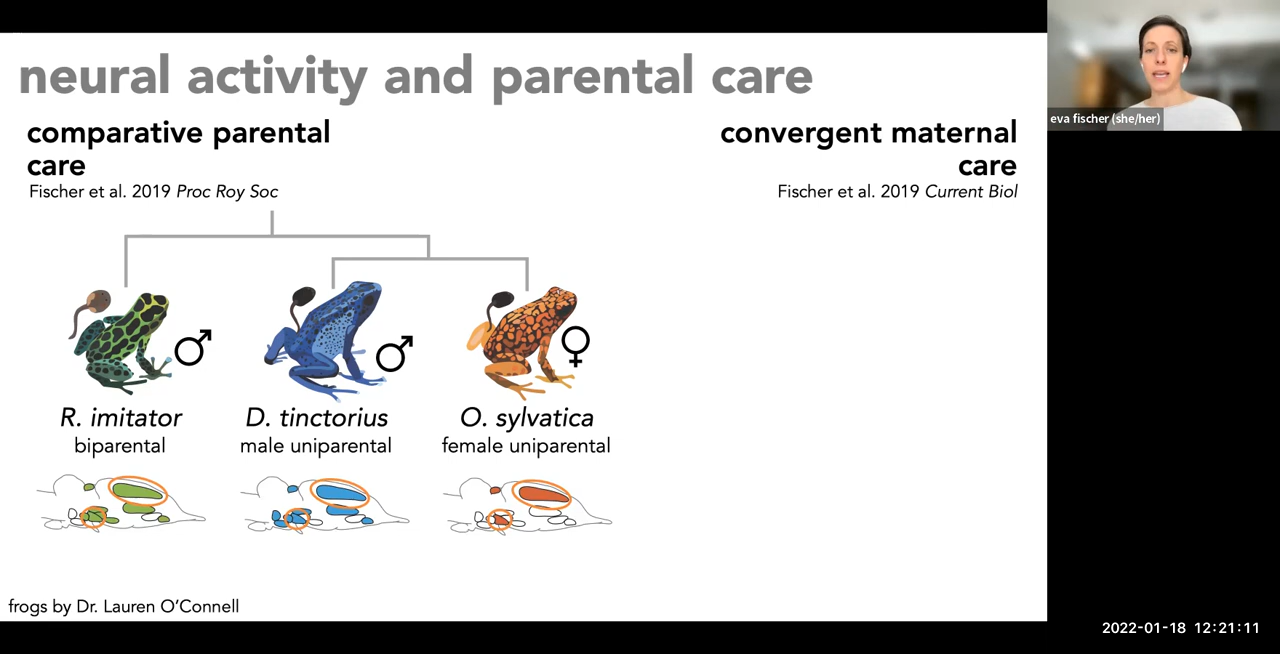 neural activity and parental care
comparative parental
care
Fischer et al. 2019 Proc Roy Soc
convergent maternal
care
Fischer et al. 2019 Current Biol
eva fischer (she/her)
♂
♂
♀
R. imitator
biparental
D. tinctorius
male uniparental
O. sylvatica
female uniparental
frogs by Dr. Lauren O’Connell
2022-01-18 12:21:11